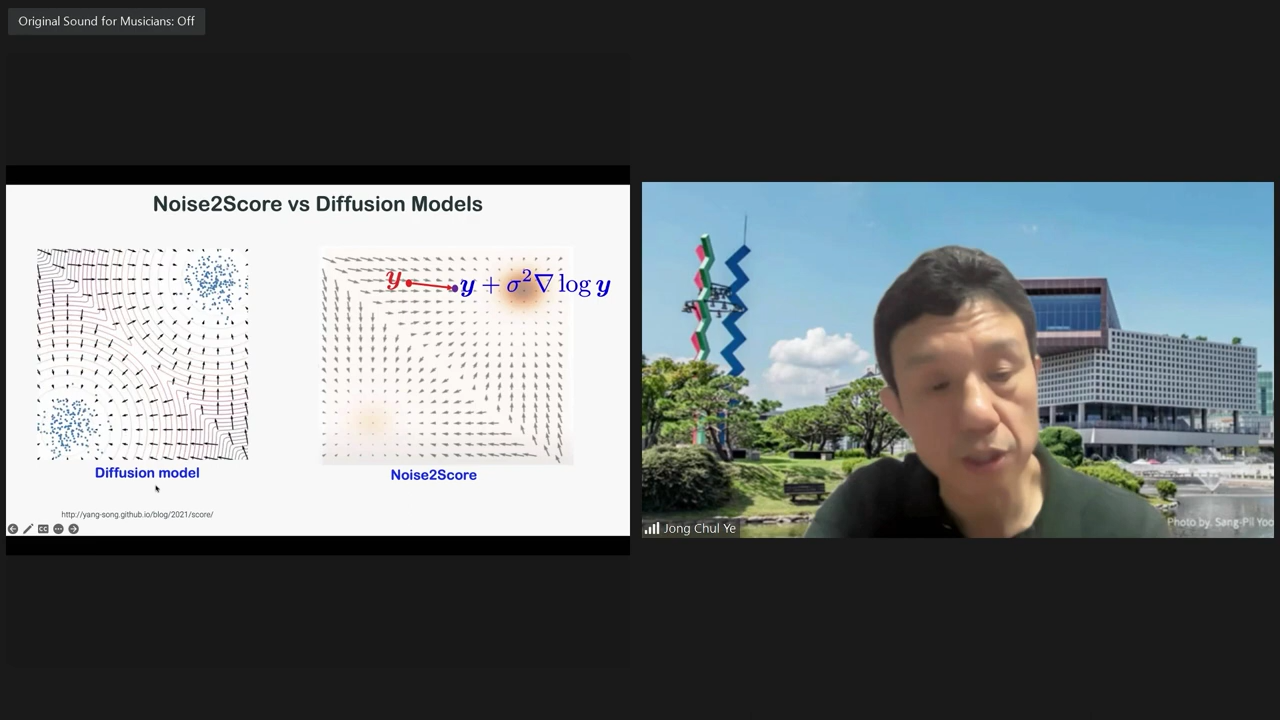 Original Sound for Musicians: Off
Noise2Score vs Diffusion Models
y
y + σ²∇ log y
Diffusion model
Noise2Score
http://yang-song.github.io/blog/2021/score/
CC
Jong Chul Ye
Photo by. Sang-Pil Yoo